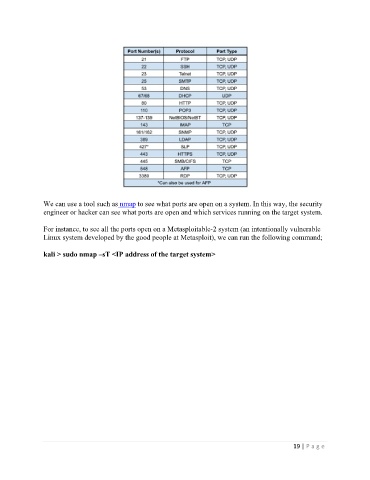 Port Number(s) Protocol Port Type
21 FTP TCP, UDP
22 SSH TCP, UDP
23 Telnet TCP, UDP
25 SMTP TCP, UDP
53 DNS TCP, UDP
67/68 DHCP UDP
80 HTTP TCP, UDP
110 POP3 TCP, UDP
137-139 NetBIOS/NetBT TCP, UDP
143 IMAP TCP
161/162 SNMP TCP, UDP
389 LDAP TCP, UDP
427* SLP TCP, UDP
443 HTTPS TCP, UDP
445 SMB/CIFS TCP
548 AFP TCP
3389 RDP TCP, UDP
*Can also be used for AFP
We can use a tool such as nmap to see what ports are open on a system. In this way, the security
engineer or hacker can see what ports are open and which services running on the target system.
For instance, to see all the ports open on a Metasploitable-2 system (an intentionally vulnerable
Linux system developed by the good people at Metasploit), we can run the following command;
kali > sudo nmap –sT <IP address of the target system>
19 | Page